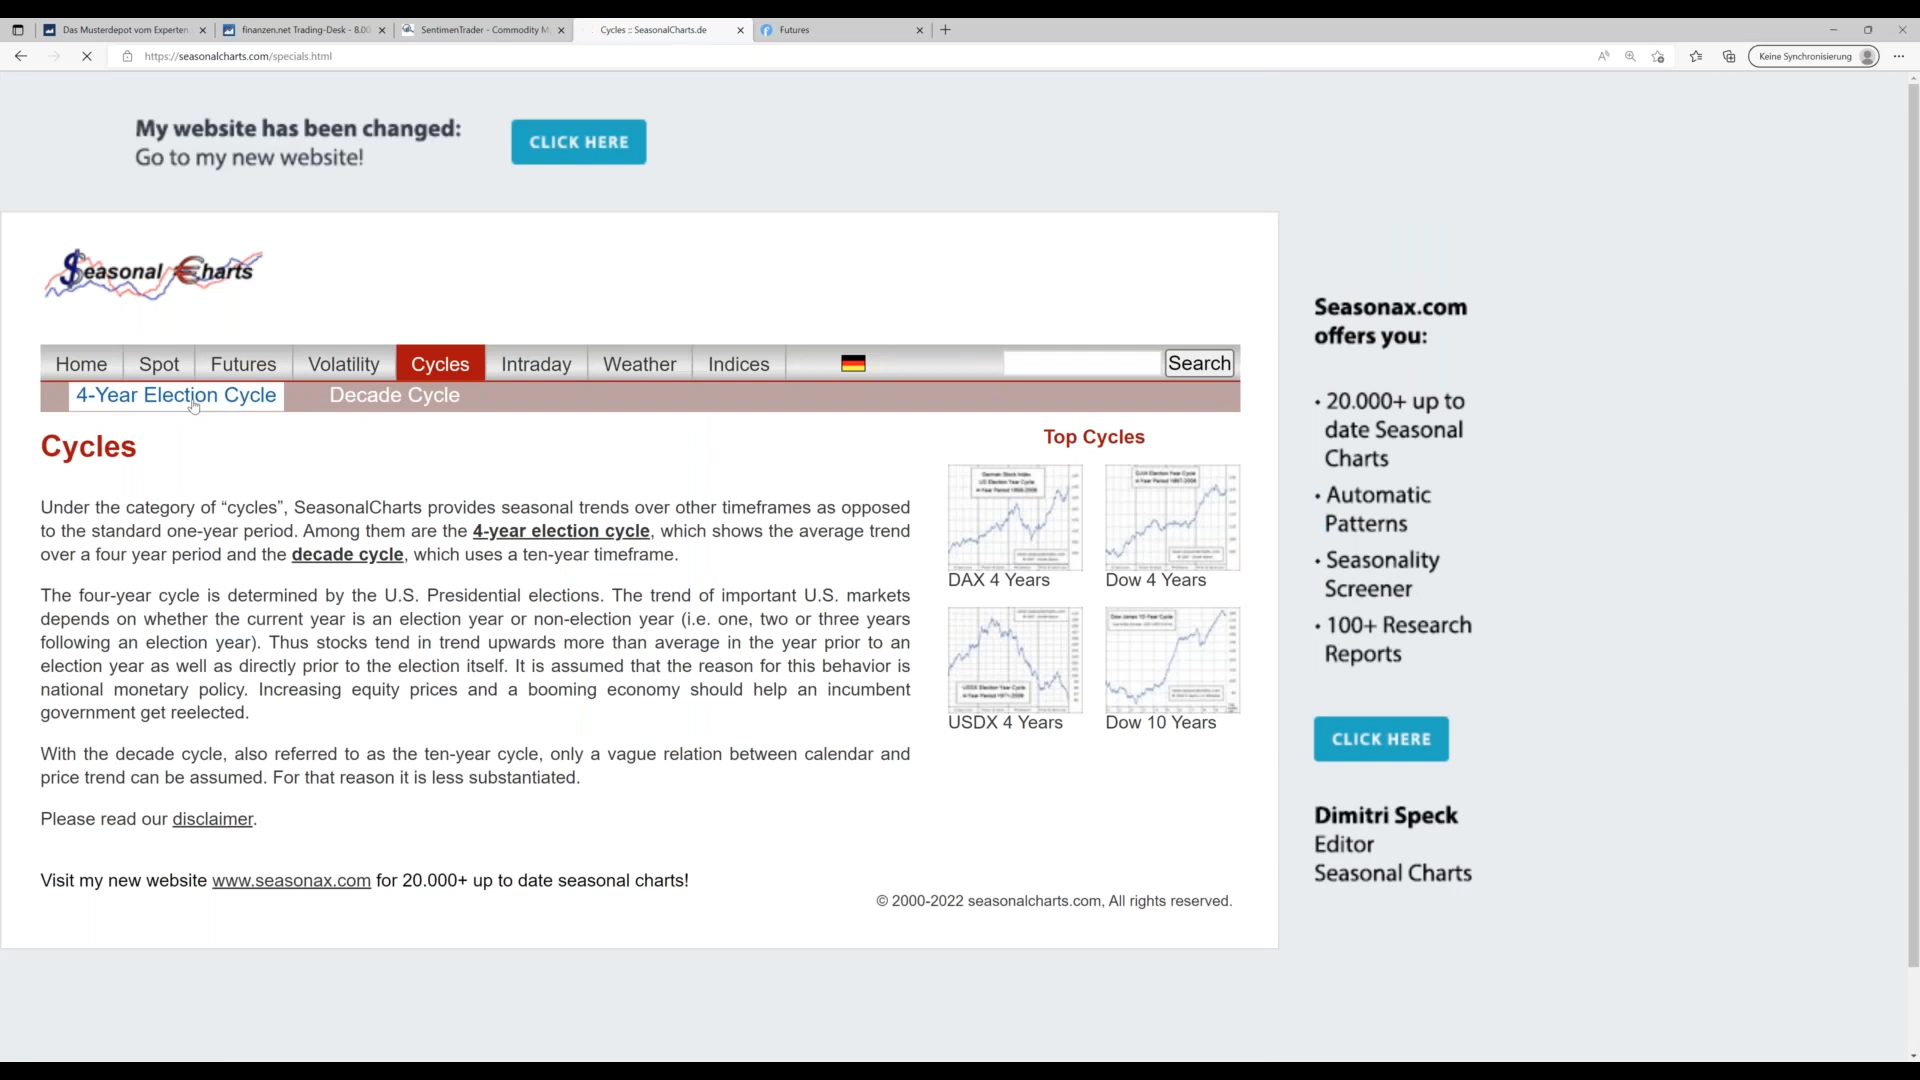 Das Musterdepot vom Experten
finanzen.net Trading-Desk - 8.00
SentimenTrader - Commodity M
Cycles :: SeasonalCharts.de
Futures
https://seasonalcharts.com/specials.html
Keine Synchronisierung
My website has been changed:
Go to my new website!
CLICK HERE
$easonal €harts
Home Spot Futures Volatility Cycles Intraday Weather Indices Search
4-Year Election Cycle Decade Cycle
Cycles
Under the category of “cycles”, SeasonalCharts provides seasonal trends over other timeframes as opposed
to the standard one-year period. Among them are the 4-year election cycle, which shows the average trend
over a four year period and the decade cycle, which uses a ten-year timeframe.
The four-year cycle is determined by the U.S. Presidential elections. The trend of important U.S. markets
depends on whether the current year is an election year or non-election year (i.e. one, two or three years
following an election year). Thus stocks tend in trend upwards more than average in the year prior to an
election year as well as directly prior to the election itself. It is assumed that the reason for this behavior is
national monetary policy. Increasing equity prices and a booming economy should help an incumbent
government get reelected.
With the decade cycle, also referred to as the ten-year cycle, only a vague relation between calendar and
price trend can be assumed. For that reason it is less substantiated.
Please read our disclaimer.
Visit my new website www.seasonax.com for 20.000+ up to date seasonal charts!
© 2000-2022 seasonalcharts.com, All rights reserved.
Top Cycles
DAX 4 Years
Dow 4 Years
USDX 4 Years
Dow 10 Years
Seasonax.com
offers you:
• 20.000+ up to
date Seasonal
Charts
• Automatic
Patterns
• Seasonality
Screener
• 100+ Research
Reports
CLICK HERE
Dimitri Speck
Editor
Seasonal Charts